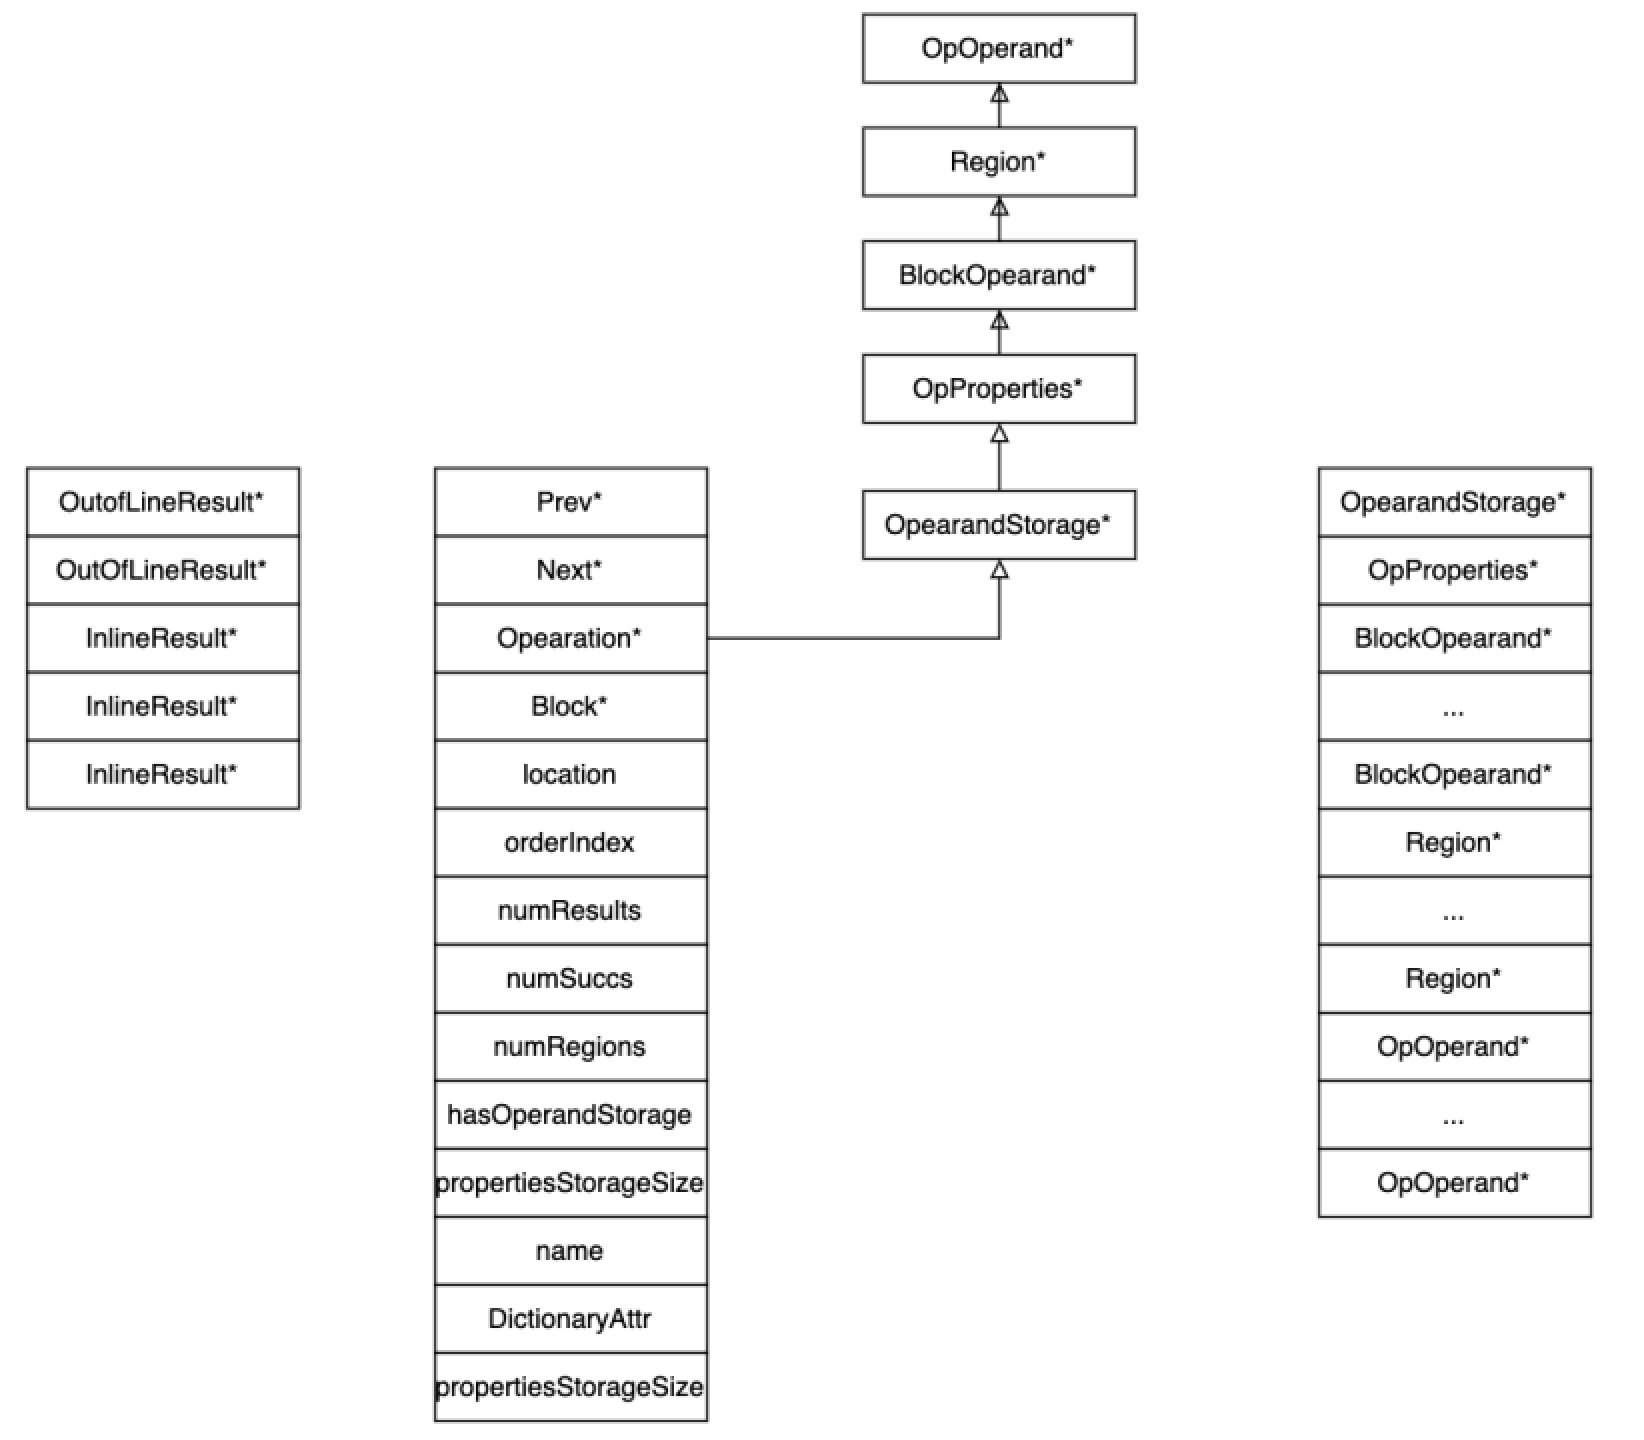 OpOperand*
Region*
BlockOpearand*
OpProperties*
OpearandStorage*
OutofLineResult*
OutOfLineResult*
InlineResult*
InlineResult*
InlineResult*
Prev*
Next*
Opearation*
Block*
location
orderIndex
numResults
numSuccs
numRegions
hasOperandStorage
propertiesStorageSize
name
DictionaryAttr
propertiesStorageSize
OpearandStorage*
OpProperties*
BlockOpearand*
...
BlockOpearand*
Region*
...
Region*
OpOperand*
...
OpOperand*